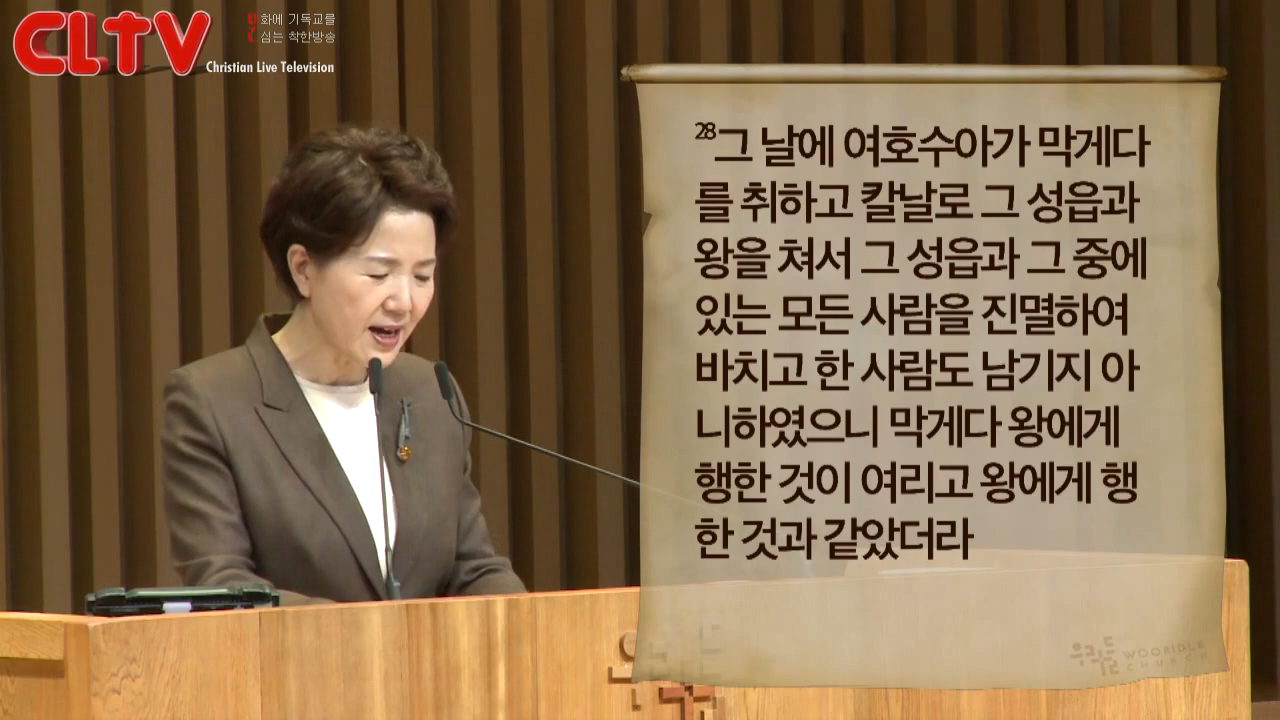 CLTV
문화에 기독교를
심는 착한방송
Christian Live Television
28그 날에 여호수아가 막게다
를 취하고 칼날로 그 성읍과
왕을 쳐서 그 성읍과 그 중에
있는 모든 사람을 진멸하여
바치고 한 사람도 남기지 아
니하였으니 막게다 왕에게
행한 것이 여리고 왕에게 행
한 것과 같았더라
우리들 WOORIDLE
CHURCH